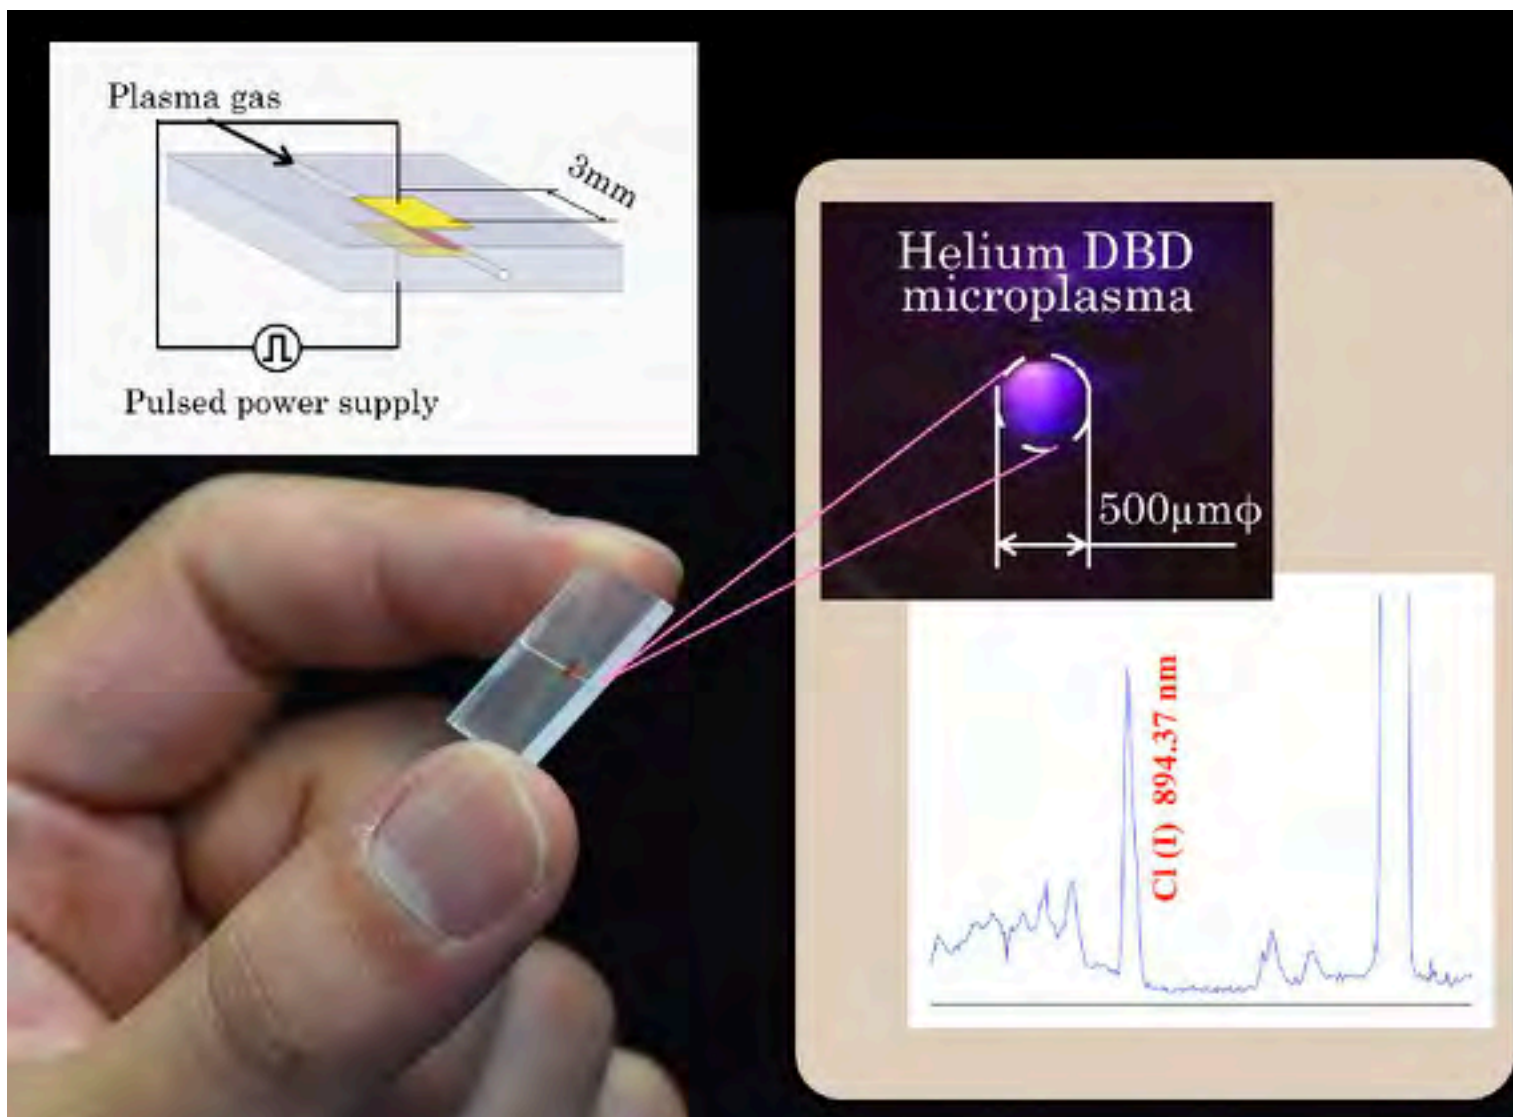 Plasma gas
3mm
Pulsed power supply
Helium DBD
microplasma
500μmϕ
Cl (I) 894.37 nm